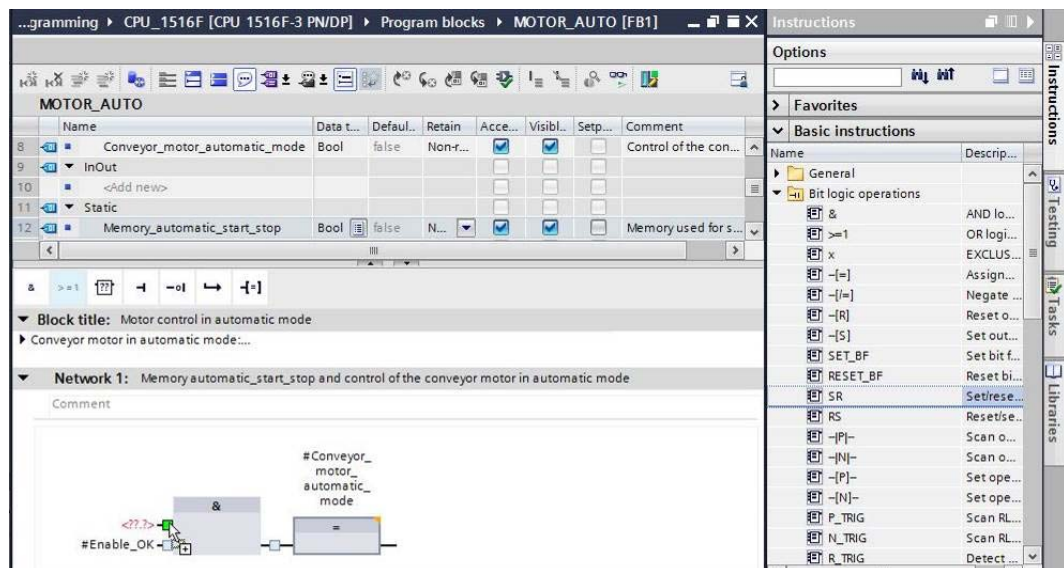 ...gramming ▸ CPU_1516F [CPU 1516F-3 PN/DP] ▸ Program blocks ▸ MOTOR_AUTO [FB1]
MOTOR_AUTO
Name Data t... Defaul.. Retain Acce... Visibl.. Setp... Comment
8 Conveyor_motor_automatic_mode Bool false Non-r... Control of the con...
9 InOut
10 <Add new>
11 Static
12 Memory_automatic_start_stop Bool false N... Memory used for s...
& >=1 ?? -[=]
Block title: Motor control in automatic mode
Conveyor motor in automatic mode:...
Network 1: Memory automatic_start_stop and control of the conveyor motor in automatic mode
Comment
#Conveyor_
motor_
automatic_
mode
&
<??.?>
=
#Enable_OK
Instructions
Options
Favorites
Basic instructions
Name Descrip...
General
Bit logic operations
& AND lo...
>=1 OR logi...
x EXCLUS...
-[=] Assign...
-[/=] Negate ...
-[R] Reset o...
-[S] Set out...
SET_BF Set bit f...
RESET_BF Reset bi...
SR Set/rese...
RS Reset/se...
-|P|- Scan o...
-|N|- Scan o...
-[P]- Set ope...
-[N]- Set ope...
P_TRIG Scan RL...
N_TRIG Scan RL...
R_TRIG Detect ...
Instructions
Testing
Tasks
Libraries